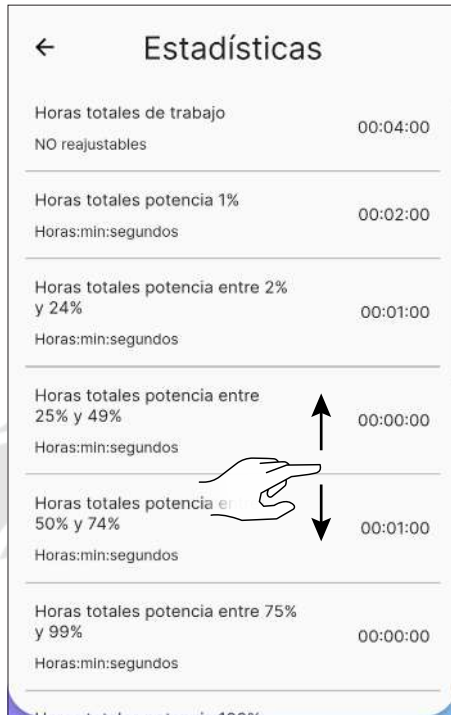 Estadísticas
Horas totales de trabajo
00:04:00
NO reajustables
Horas totales potencia 1%
00:02:00
Horas:min:segundos
Horas totales potencia entre 2%
y 24%
00:01:00
Horas:min:segundos
Horas totales potencia entre
25% y 49%
00:00:00
Horas:min:segundos
Horas totales potencia
50% y 74%
00:01:00
Horas:min:segundos
Horas totales potencia entre 75%
y 99%
00:00:00
Horas:min:segundos